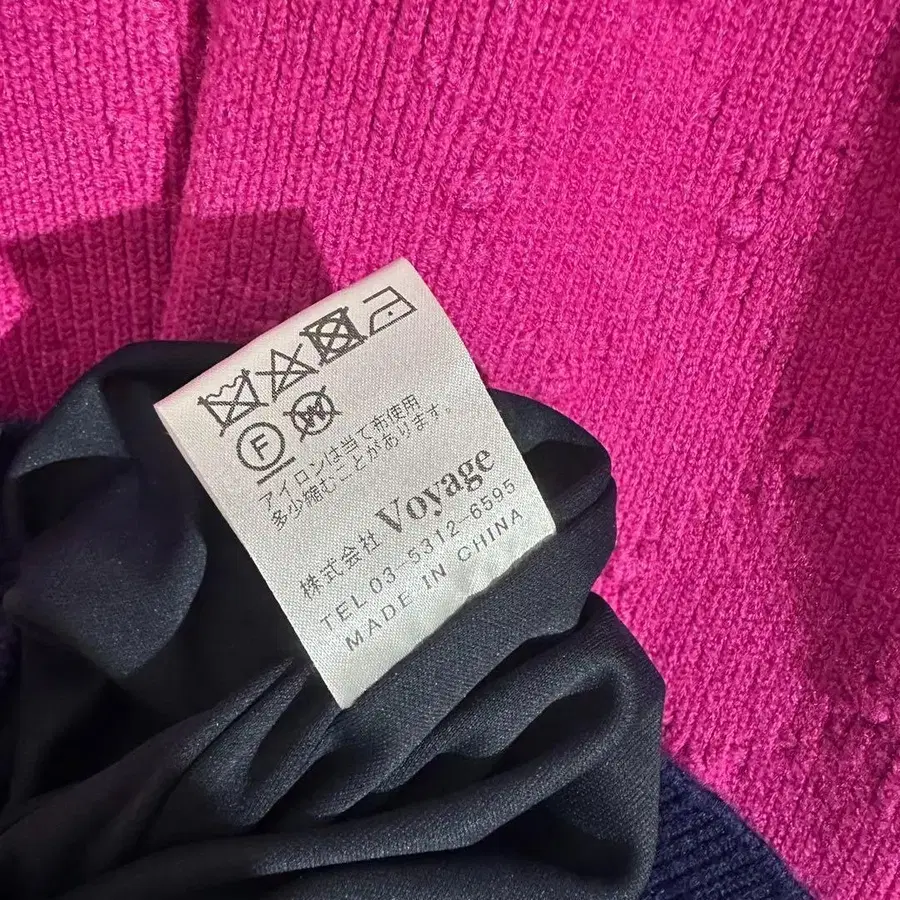 F
W
アイロンは当て布使用
多少縮むことがあります。
株式会社 Voyage
TEL 03-5312-6595
MADE IN CHINA